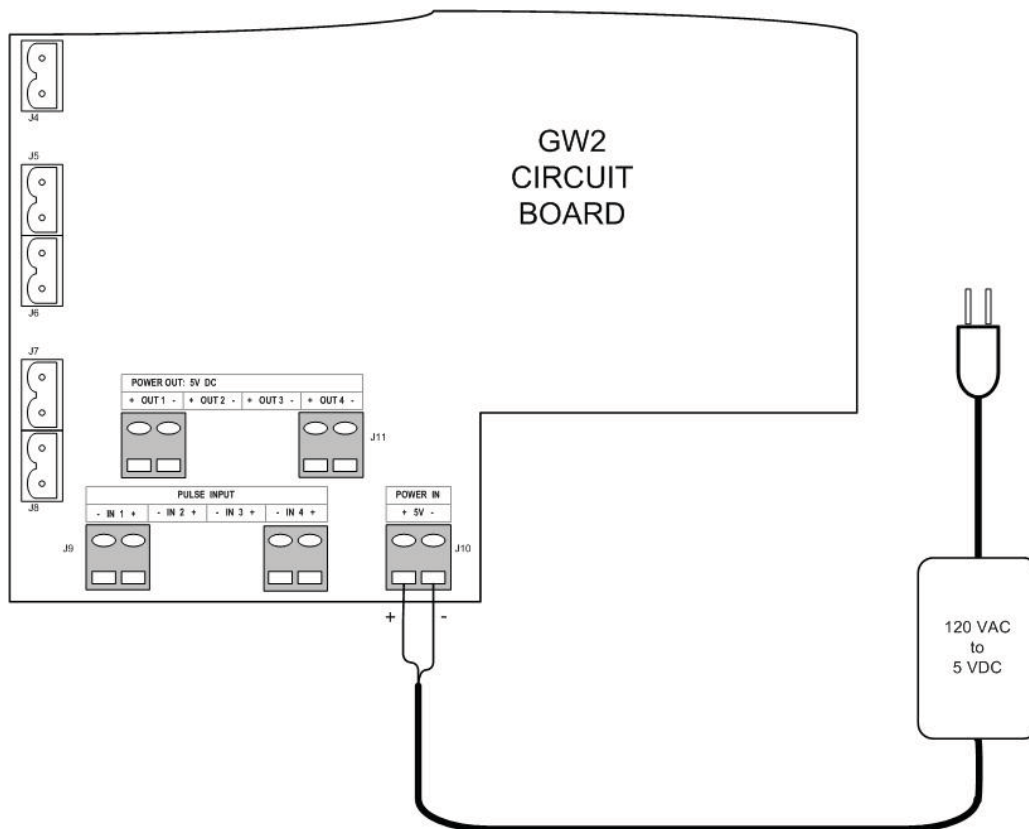 J4
GW2
CIRCUIT
BOARD
J5
J6
J7
POWER OUT: 5V DC
+ OUT 1 - + OUT 2 - + OUT 3 - + OUT 4 -
J11
J8
PULSE INPUT
- IN 1 + - IN 2 + - IN 3 + - IN 4 +
POWER IN
+ 5V -
J9
J10
+ -
120 VAC
to
5 VDC